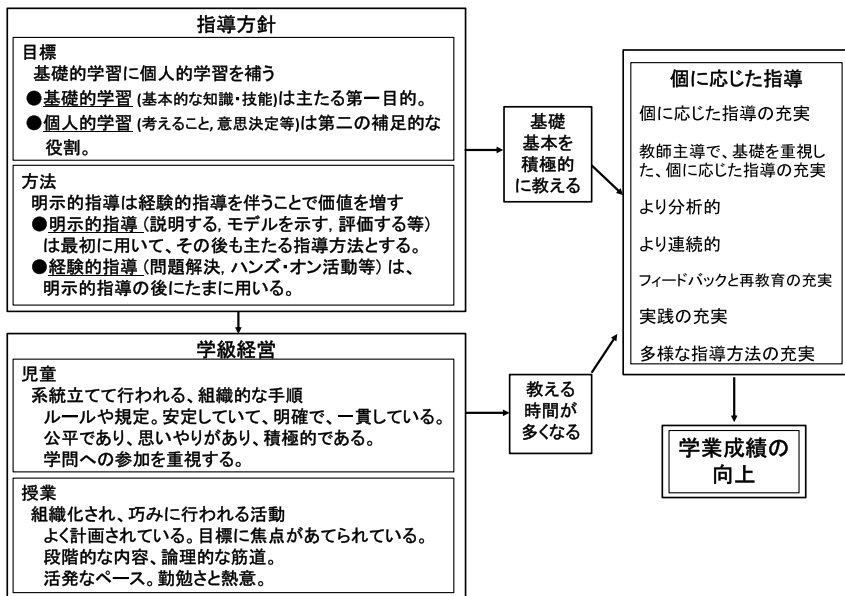 指導方針
目標
基礎的学習に個人的学習を補う
●基礎的学習 (基本的な知識・技能)は主たる第一目的。
●個人的学習 (考えること, 意思決定等)は第二の補足的な
役割。
方法
明示的指導は経験的指導を伴うことで価値を増す
●明示的指導 (説明する, モデルを示す, 評価する等)
は最初に用いて、その後も主たる指導方法とする。
●経験的指導 (問題解決, ハンズ・オン活動等) は、
明示的指導の後にたまに用いる。
学級経営
児童
系統立てて行われる、組織的な手順
ルールや規定。安定していて、明確で、一貫している。
公平であり、思いやりがあり、積極的である。
学問への参加を重視する。
授業
組織化され、巧みに行われる活動
よく計画されている。目標に焦点があてられている。
段階的な内容、論理的な筋道。
活発なペース。勤勉さと熱意。
基礎
基本を
積極的
に教える
教える
時間が
多くなる
個に応じた指導
個に応じた指導の充実
教師主導で、基礎を重視し
た、個に応じた指導の充実
より分析的
より連続的
フィードバックと再教育の充実
実践の充実
多様な指導方法の充実
学業成績の
向上